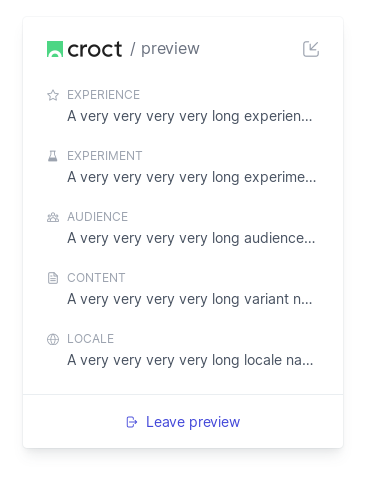 croct / preview
EXPERIENCE
A very very very very long experien...
EXPERIMENT
A very very very very long experime...
AUDIENCE
A very very very very long audience...
CONTENT
A very very very very long variant n...
LOCALE
A very very very very long locale na...
Leave preview